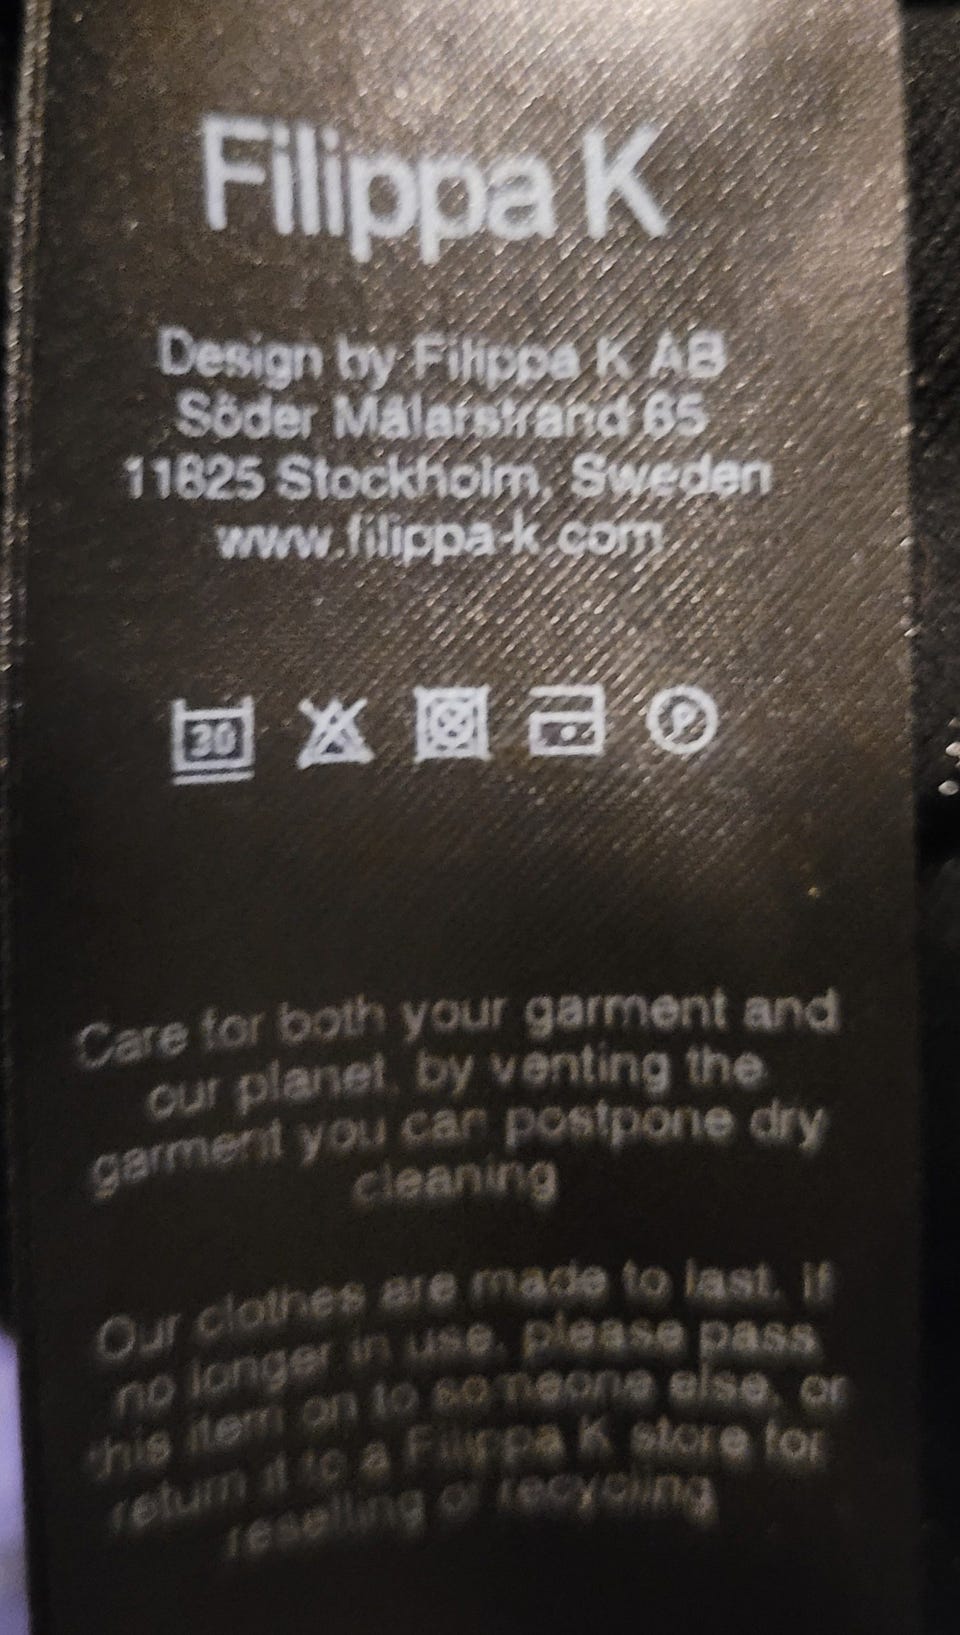 Filippa K
Design by Filippa K AB
Söder Mälarstrand 65
11825 Stockholm, Sweden
www.filippa-k.com
30
P
Care for both your garment and
our planet, by venting the
garment you can postpone dry
cleaning
Our clothes are made to last. If
no longer in use, please pass
this item on to someone else, or
return it to a Filippa K store for
reselling or recycling